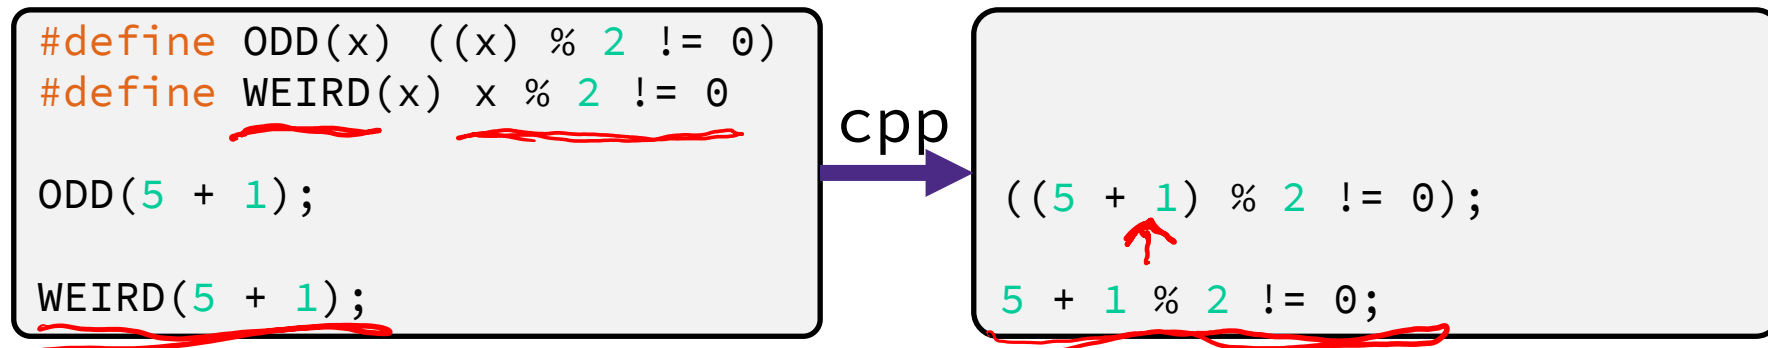 #define ODD(x) ((x) % 2 != 0)
#define WEIRD(x) x % 2 != 0
ODD(5 + 1);
WEIRD(5 + 1);
cpp
((5 + 1) % 2 != 0);
5 + 1 % 2 != 0;